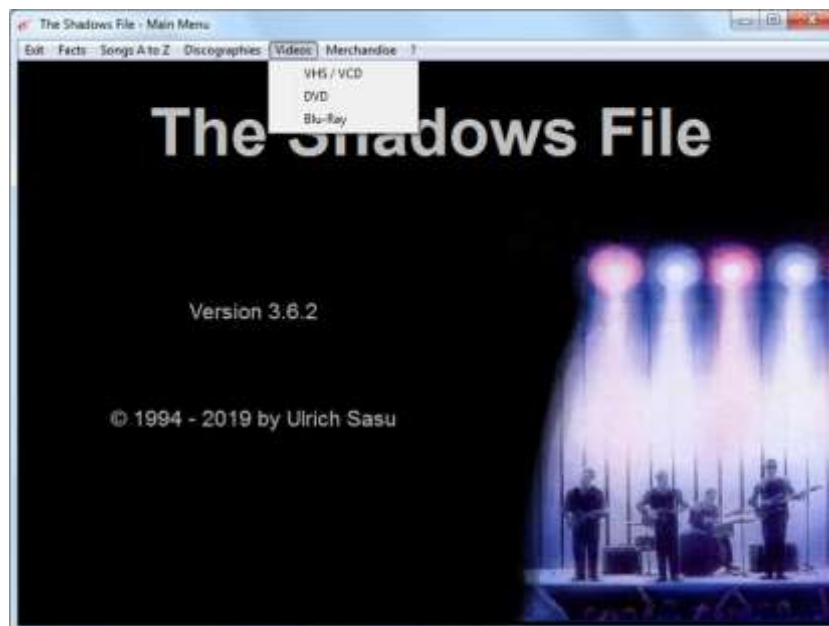 The Shadows File - Main Menu
Exit Facts Songs A to Z Discographies Videos Merchandise ?
VHS / VCD
DVD
Blu-Ray
The Shadows File
Version 3.6.2
© 1994 - 2019 by Ulrich Sasu